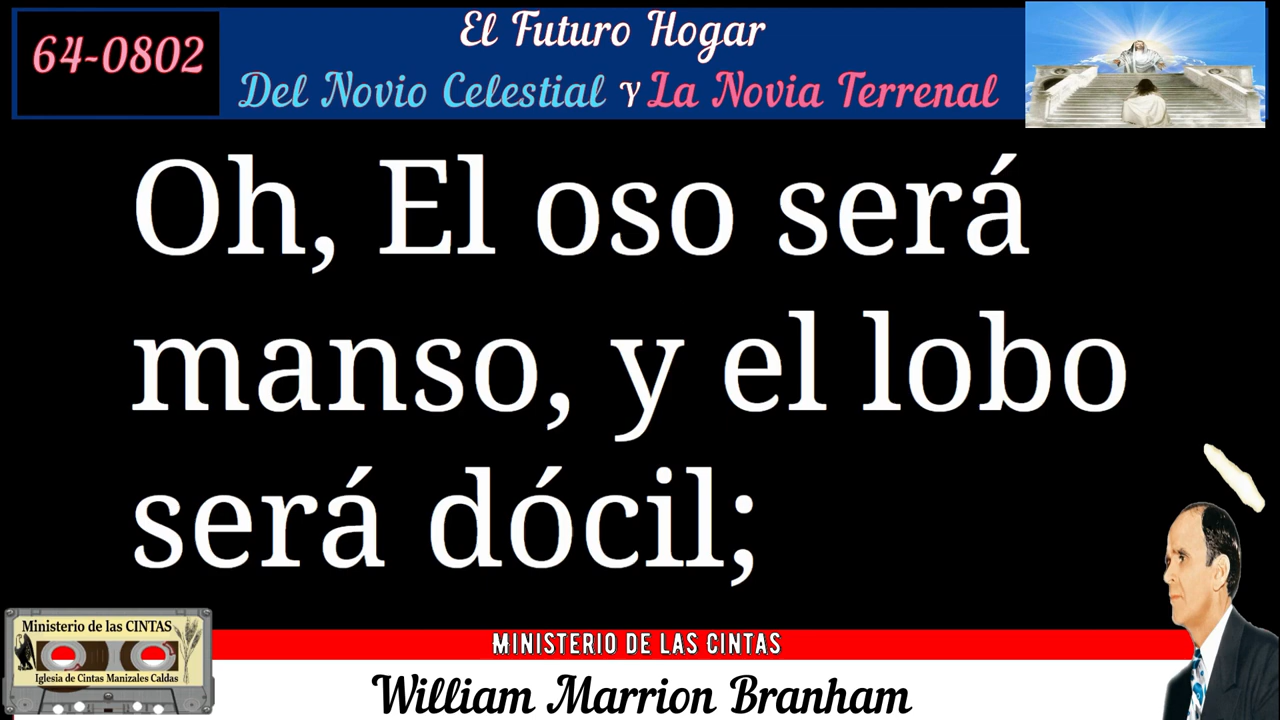 64-0802
El Futuro Hogar
Del Novio Celestial Y La Novia Terrenal
Oh, El oso será
manso, y el lobo
será dócil;
Ministerio de las CINTAS
Iglesia de Cintas Manizales Caldas
MINISTERIO DE LAS CINTAS
William Marrion Branham